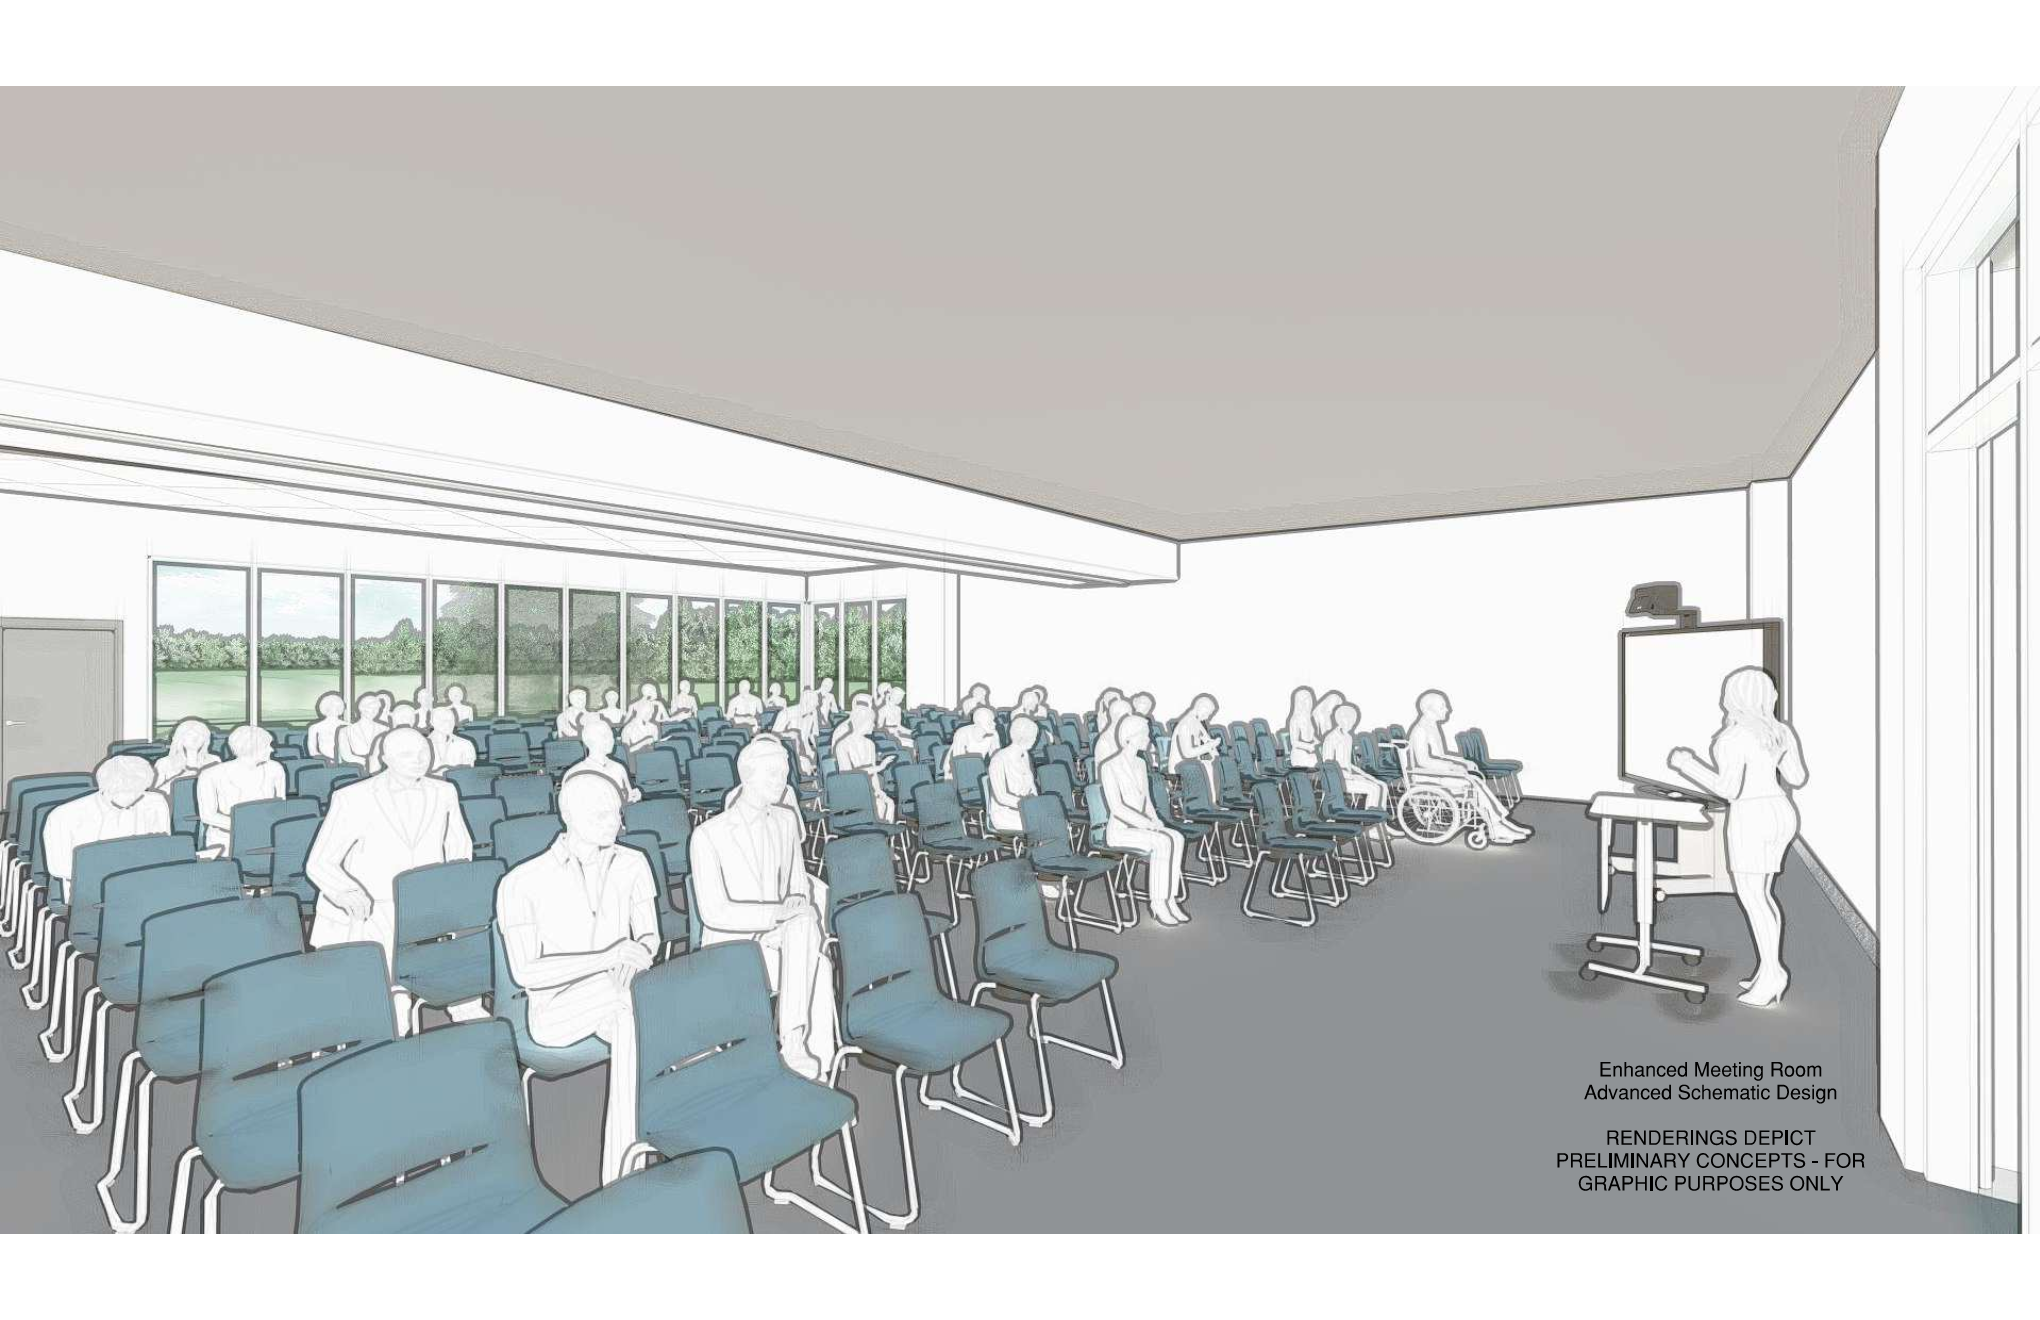 Enhanced Meeting Room
Advanced Schematic Design
RENDERINGS DEPICT
PRELIMINARY CONCEPTS - FOR
GRAPHIC PURPOSES ONLY